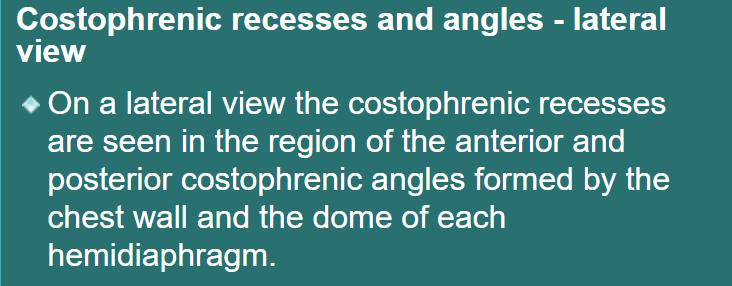 Costophrenic recesses and angles - lateral
view
On a lateral view the costophrenic recesses
are seen in the region of the anterior and
posterior costophrenic angles formed by the
chest wall and the dome of each
hemidiaphragm.